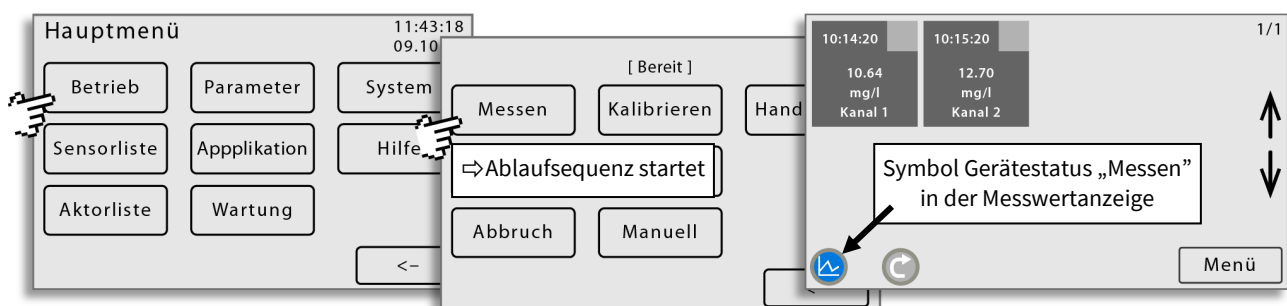 Hauptmenü
11:43:18
09.10
Betrieb
Parameter
System
Sensorliste
Appplikation
Hilfe
Aktorliste
Wartung
<–
[ Bereit ]
Messen
Kalibrieren
Hand
⇨Ablaufsequenz startet
Abbruch
Manuell
1/1
10:14:20
10.64
mg/l
Kanal 1
10:15:20
12.70
mg/l
Kanal 2
Symbol Gerätestatus „Messen”
in der Messwertanzeige
Menü